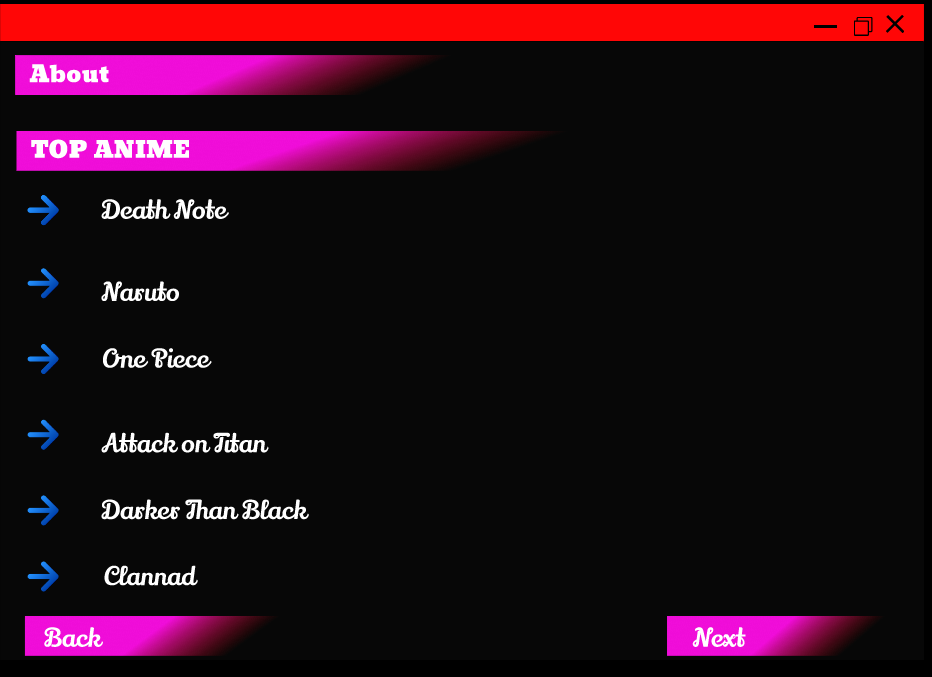 About
TOP ANIME
Death Note
Naruto
One Piece
Attack on Titan
Darker Than Black
Clannad
Back
Next